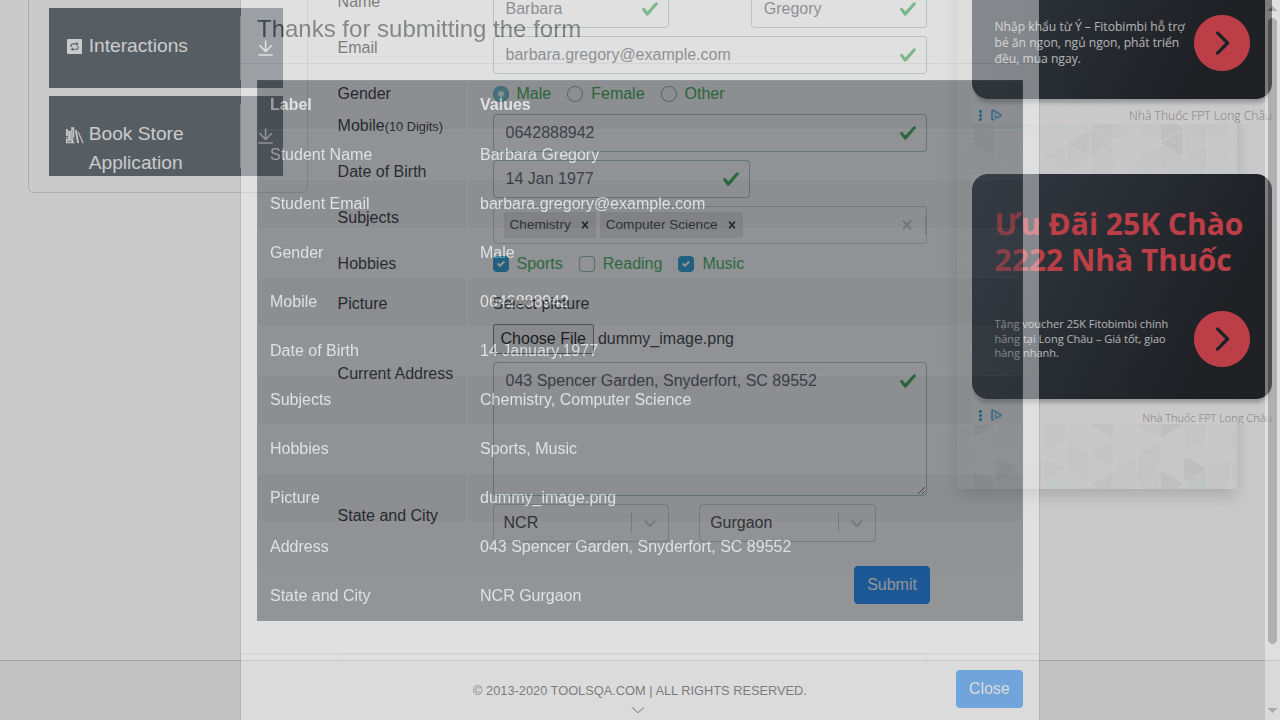 Interactions
Book Store
Application
Thanks for submitting the form
Label Values
Student Name Barbara Gregory
Student Email barbara.gregory@example.com
Gender Male
Mobile 0642888942
Date of Birth 14 January,1977
Subjects Chemistry, Computer Science
Hobbies Sports, Music
Picture dummy_image.png
Address 043 Spencer Garden, Snyderfort, SC 89552
State and City NCR Gurgaon
Close
Name Barbara Gregory
Email barbara.gregory@example.com
Gender Male Female Other
Mobile(10 Digits) 0642888942
Date of Birth 14 Jan 1977
Subjects Chemistry Computer Science
Hobbies Sports Reading Music
Picture Select picture
Choose File dummy_image.png
Current Address 043 Spencer Garden, Snyderfort, SC 89552
State and City NCR Gurgaon
Submit
© 2013-2020 TOOLSQA.COM | ALL RIGHTS RESERVED.
Nhập khẩu từ Ý – Fitobimbi hỗ trợ
bé ăn ngon, ngủ ngon, phát triển
đều, mua ngay.
Nhà Thuốc FPT Long Châu
Ưu Đãi 25K Chào
2222 Nhà Thuốc
Tặng voucher 25K Fitobimbi chính
hãng tại Long Châu – Giá tốt, giao
hàng nhanh.
Nhà Thuốc FPT Long Châu